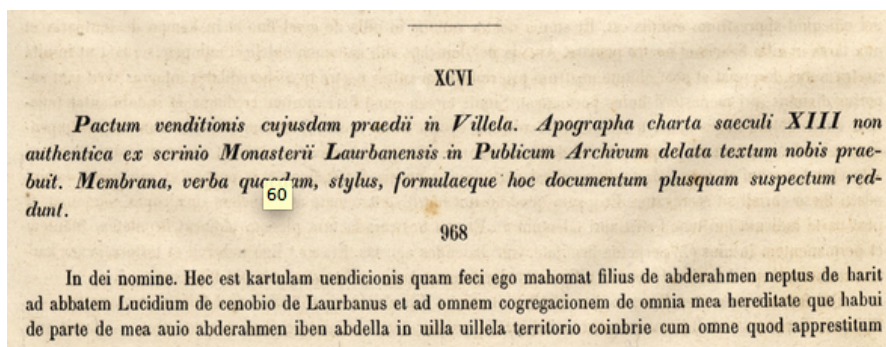 XCVI
Pactum venditionis cujusdam praedii in Villela. Apographa charta saeculi XIII non
authentica ex scrinio Monasterii Laurbanensis in Publicum Archivum delata textum nobis prae-
buit. Membrana, verba quaedam, stylus, formulaeque hoc documentum plusquam suspectum red-
60
dunt.
968
In dei nomine. Hec est kartulam uendicionis quam feci ego mahomat filius de abderahmen neptus de harit
ad abbatem Lucidium de cenobio de Laurbanus et ad omnem cogregacionem de omnia mea hereditate que habui
de parte de mea auio abderahmen iben abdella in uilla uillela territorio coinbrie cum omne quod apprestitum